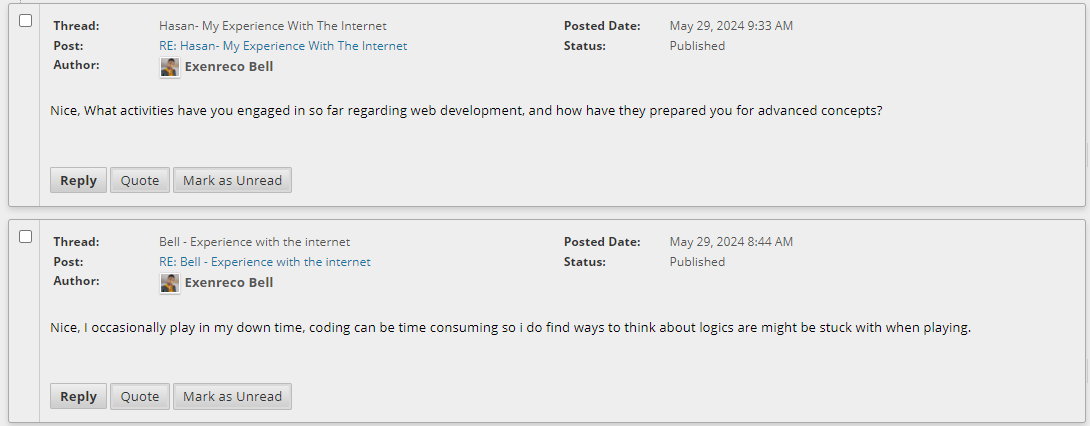 Thread: Hasan- My Experience With The Internet Posted Date: May 29, 2024 9:33 AM
Post: RE: Hasan- My Experience With The Internet Status: Published
Author: Exenreco Bell
Nice, What activities have you engaged in so far regarding web development, and how have they prepared you for advanced concepts?
Reply Quote Mark as Unread
Thread: Bell - Experience with the internet Posted Date: May 29, 2024 8:44 AM
Post: RE: Bell - Experience with the internet Status: Published
Author: Exenreco Bell
Nice, I occasionally play in my down time, coding can be time consuming so i do find ways to think about logics are might be stuck with when playing.
Reply Quote Mark as Unread